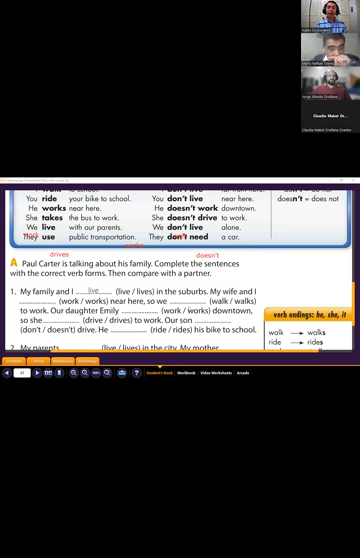 Claudia Mabel Or...
You ride your bike to school.
He works near here.
She takes the bus to work.
We live with our parents.
They use public transportation.
You don't live near here.
He doesn't work downtown.
She doesn't drive to work.
We don't live alone.
They don't need a car.
doesn't = does not
drives
doesn't
A Paul Carter is talking about his family. Complete the sentences
with the correct verb forms. Then compare with a partner.
1. My family and I ....live.... (live / lives) in the suburbs. My wife and I
(work / works) near here, so we (walk / walks)
to work. Our daughter Emily (work / works) downtown,
so she (drive / drives) to work. Our son
(don't / doesn't) drive. He (ride / rides) his bike to school.
2. My parents (live / lives) in the city. My mother
verb endings: he, she, it
walk → walks
ride → rides
Student's Book Workbook Video Worksheets Arcade